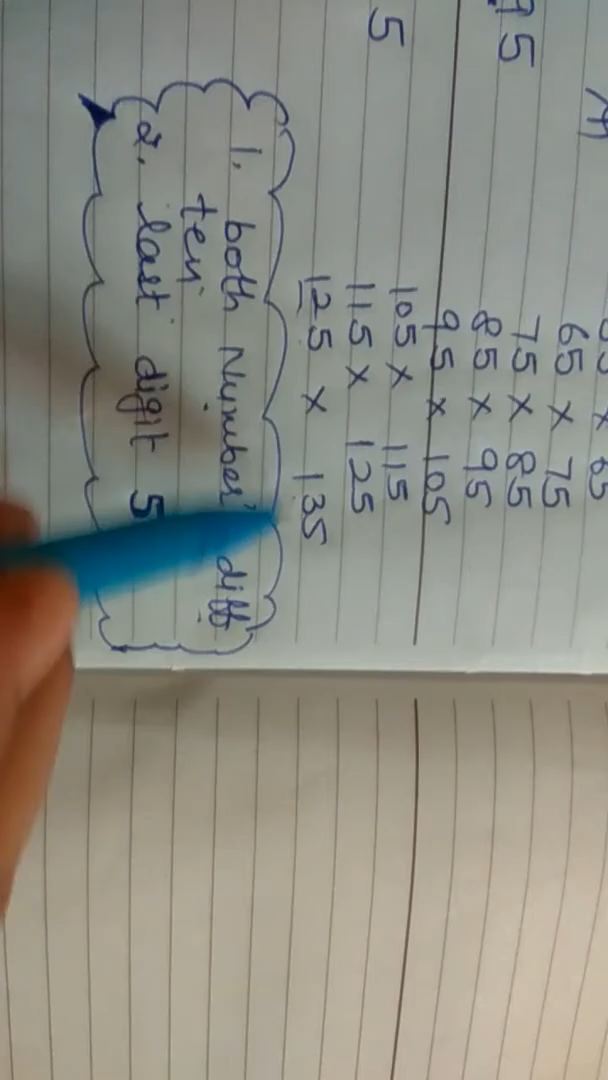 95
5
65 x 75
75 x 85
85 x 95
95 x 105
105 x 115
115 x 125
125 x 135
1. both Number's diff
ten
2. last digit 5